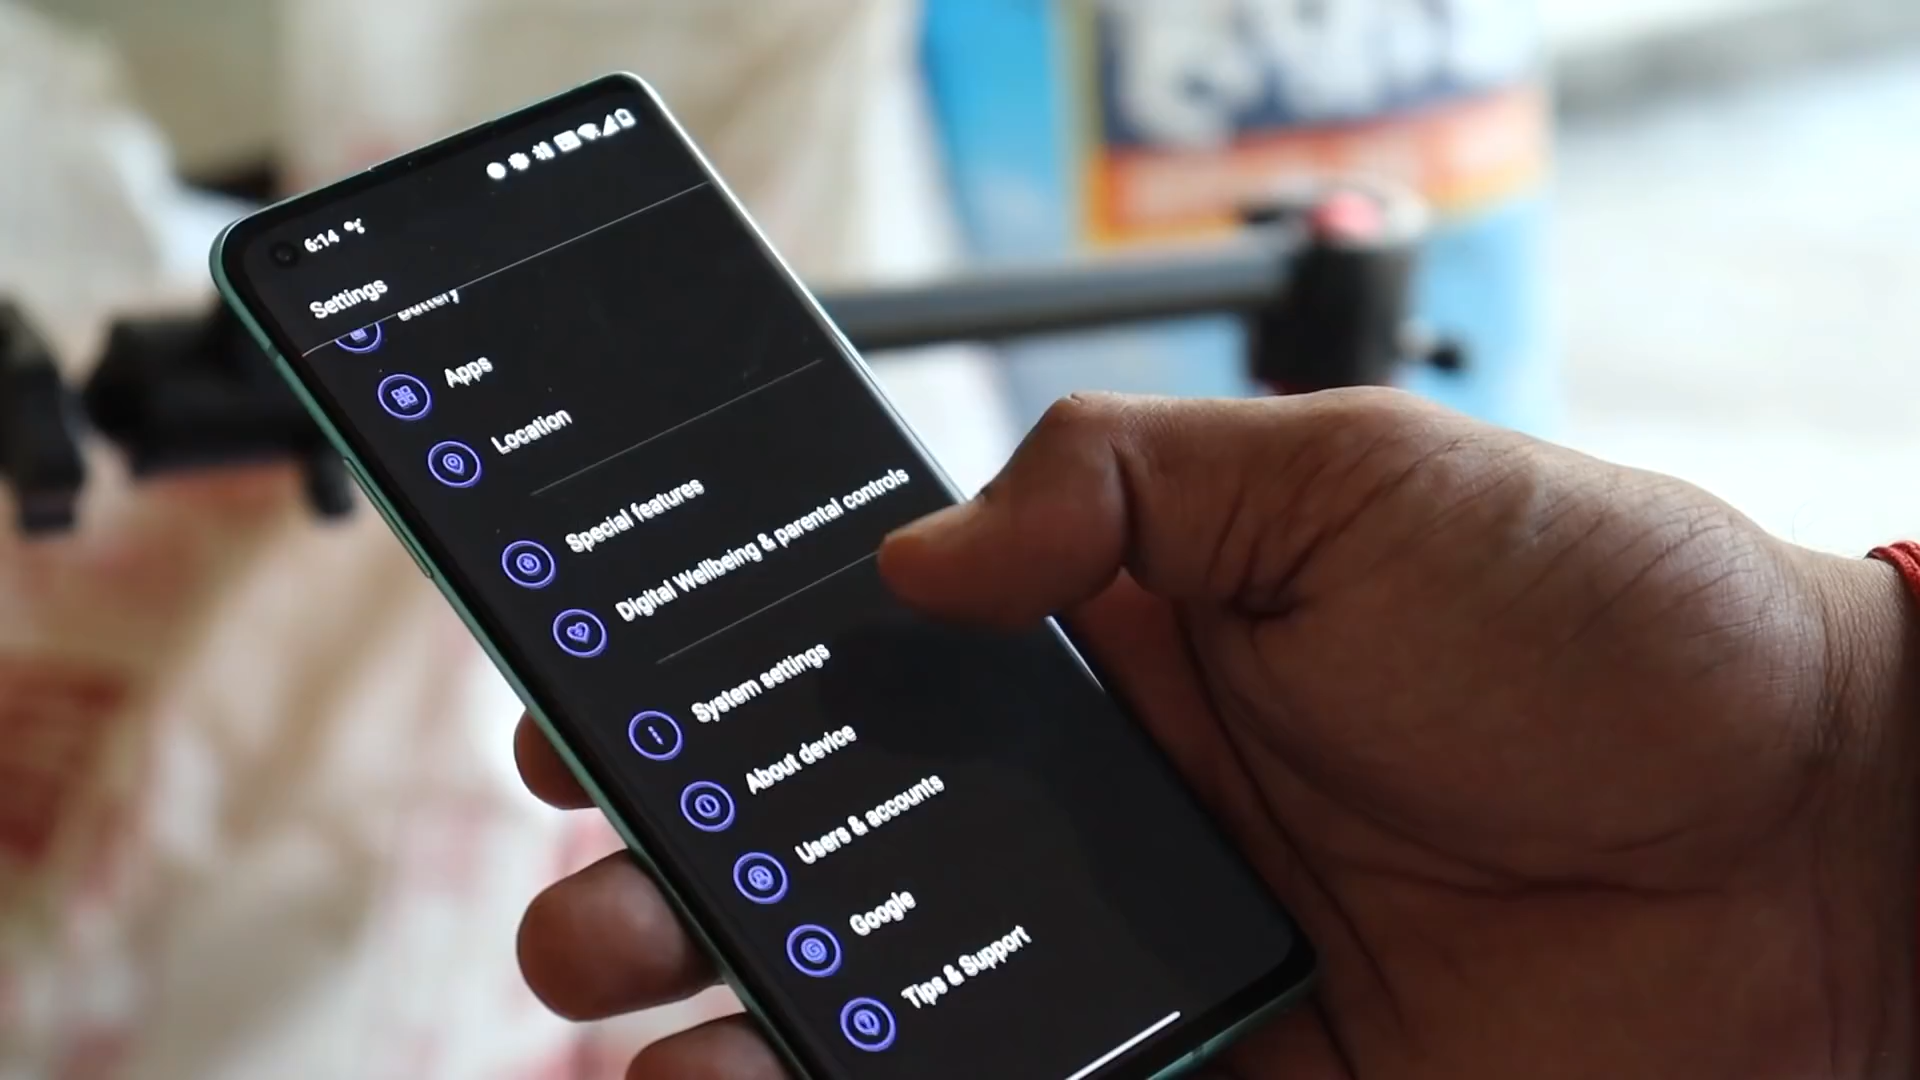 6:14
Settings
Battery
Apps
Location
Special features
Digital Wellbeing & parental controls
System settings
About device
Users & accounts
Google
Tips & Support